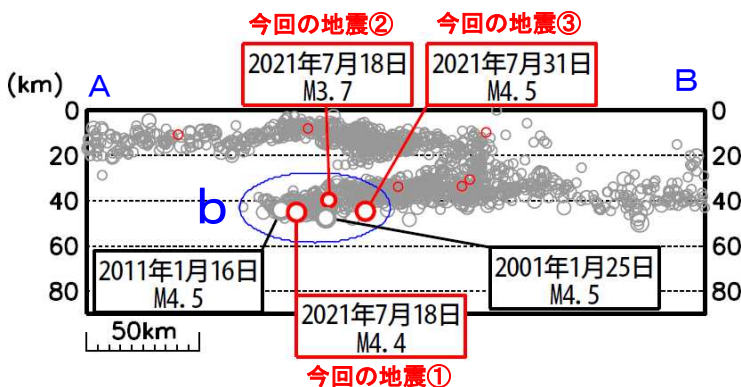 今回の地震②
今回の地震③
2021年7月18日
M3.7
2021年7月31日
M4.5
(km)
A
B
0
20
40
60
80
0
20
40
60
80
b
2011年1月16日
M4.5
2001年1月25日
M4.5
2021年7月18日
M4.4
50km
今回の地震①